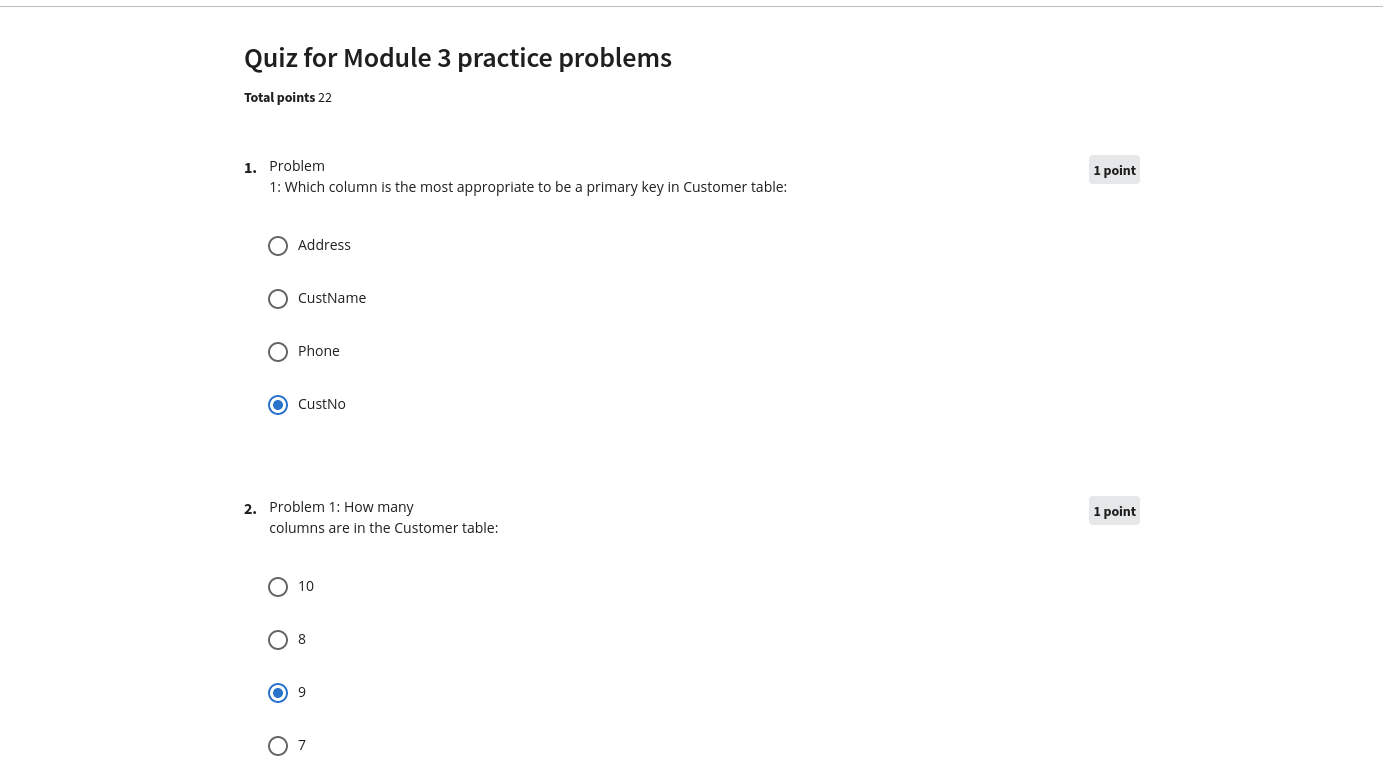 Quiz for Module 3 practice problems
Total points 22
1. Problem 1 point
1: Which column is the most appropriate to be a primary key in Customer table:
Address
CustName
Phone
CustNo
2. Problem 1: How many 1 point
columns are in the Customer table:
10
8
9
7